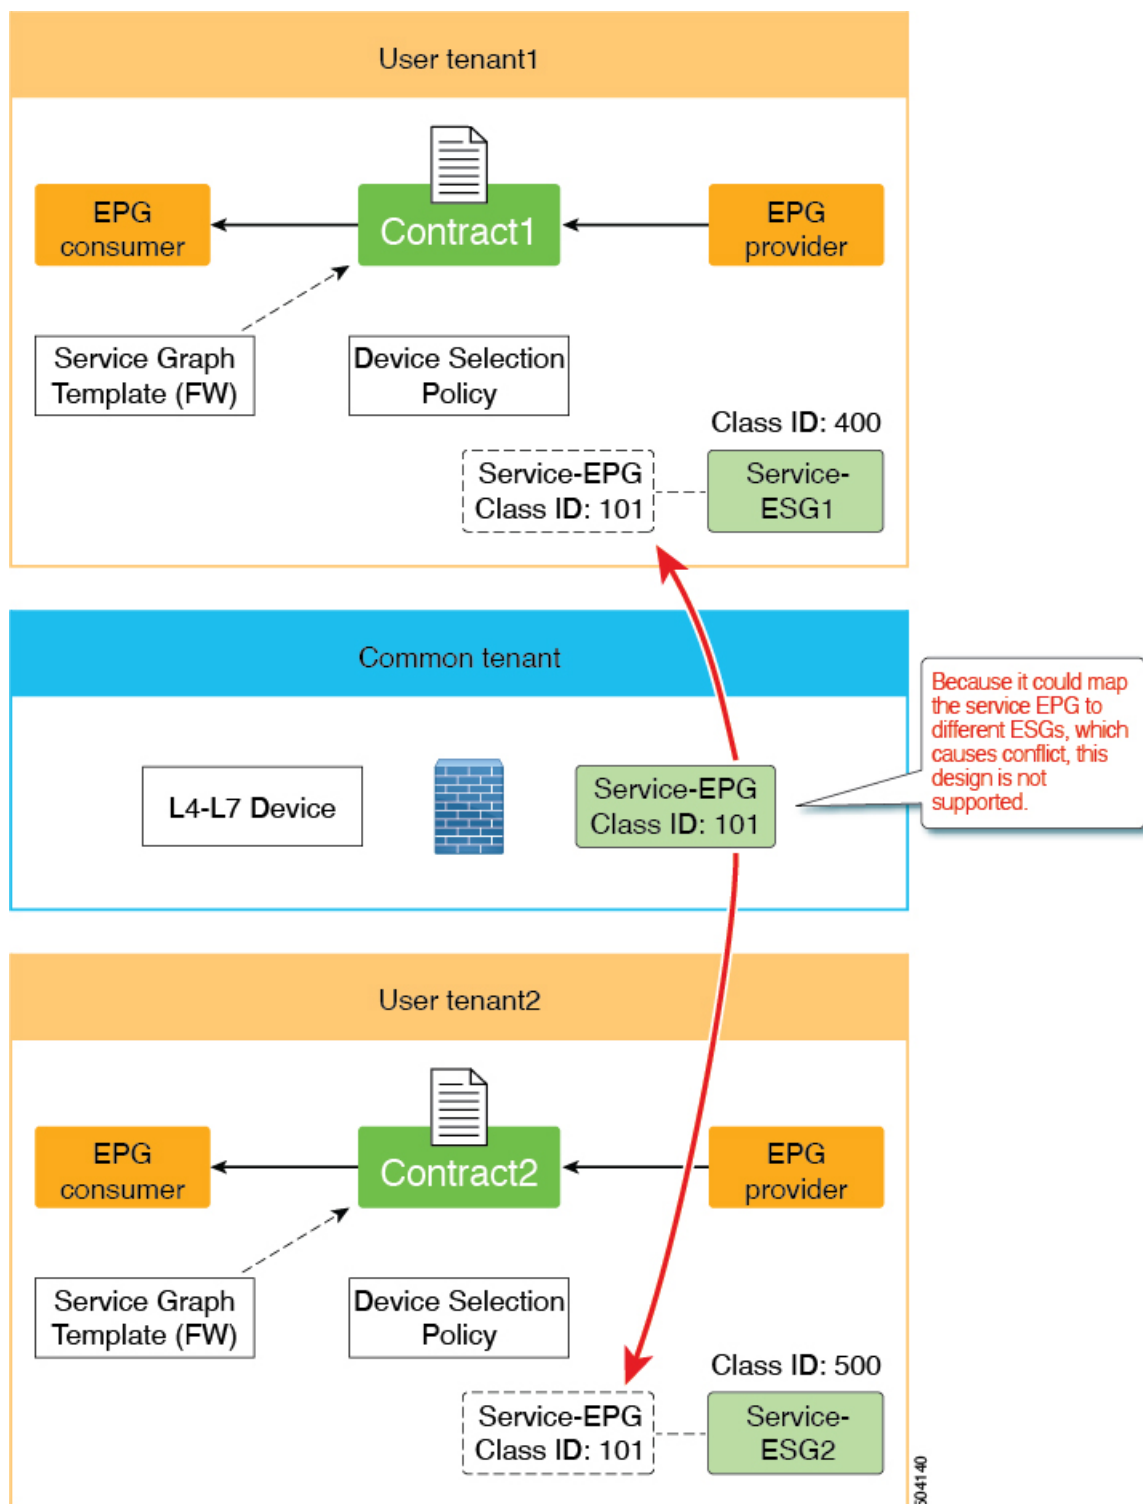 User tenant1
EPG
consumer
Contract1
EPG
provider
Service Graph
Template (FW)
Device Selection
Policy
Class ID: 400
Service-EPG
Class ID: 101
Service-
ESG1
Common tenant
L4-L7 Device
Service-EPG
Class ID: 101
Because it could map
the service EPG to
different ESGs, which
causes conflict, this
design is not
supported.
User tenant2
EPG
consumer
Contract2
EPG
provider
Service Graph
Template (FW)
Device Selection
Policy
Class ID: 500
Service-EPG
Class ID: 101
Service-
ESG2
504140